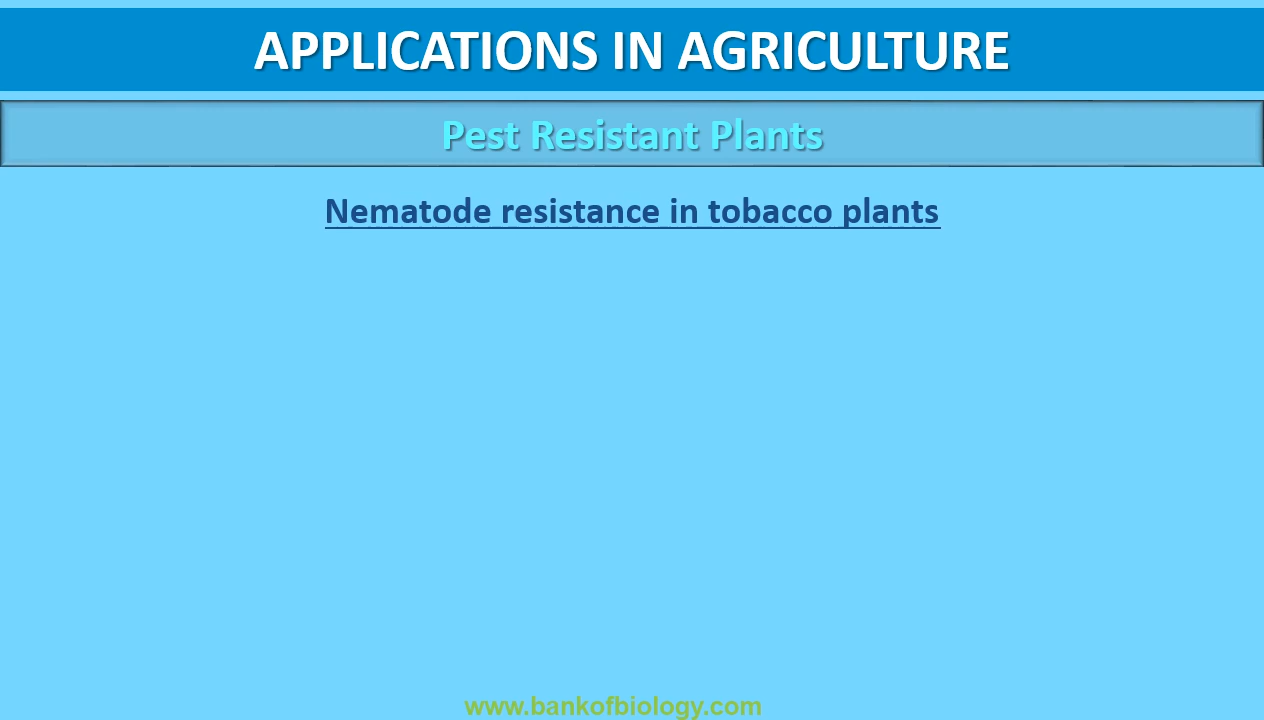 APPLICATIONS IN AGRICULTURE
Pest Resistant Plants
Nematode resistance in tobacco plants
www.bankofbiology.com